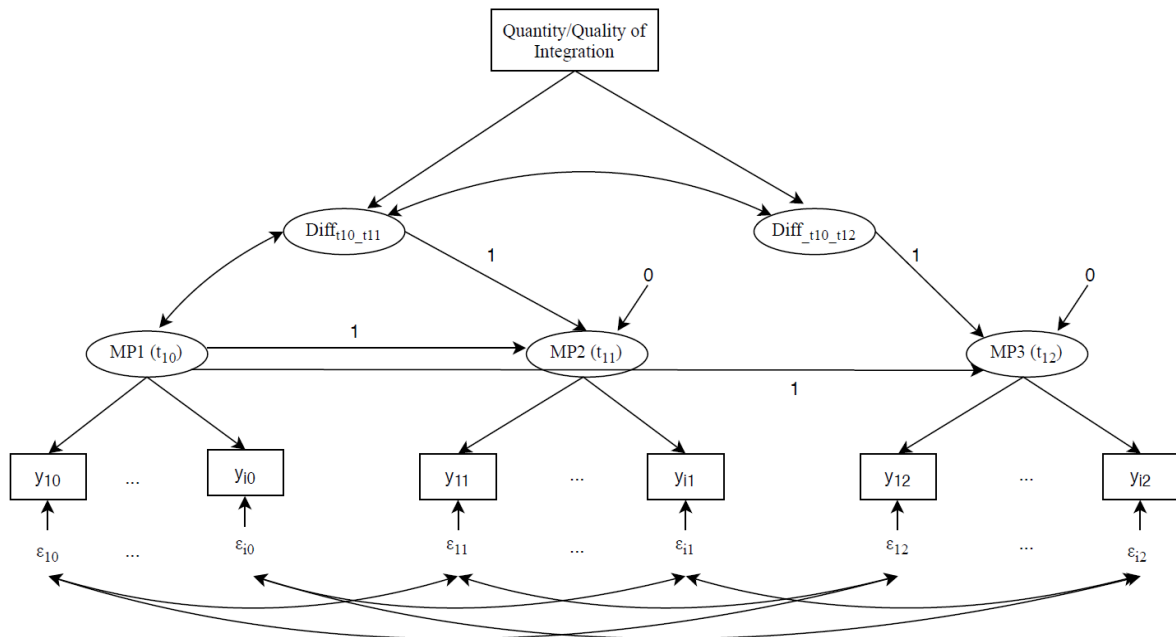 Quantity/Quality of
Integration
Diff_t10_t11
Diff_t10_t12
1
1
0
0
MP1 (t₁₀)
1
MP2 (t₁₁)
MP3 (t₁₂)
1
y₁₀
...
yᵢ₀
y₁₁
...
yᵢ₁
y₁₂
...
yᵢ₂
ε₁₀
...
εᵢ₀
ε₁₁
...
εᵢ₁
ε₁₂
...
εᵢ₂